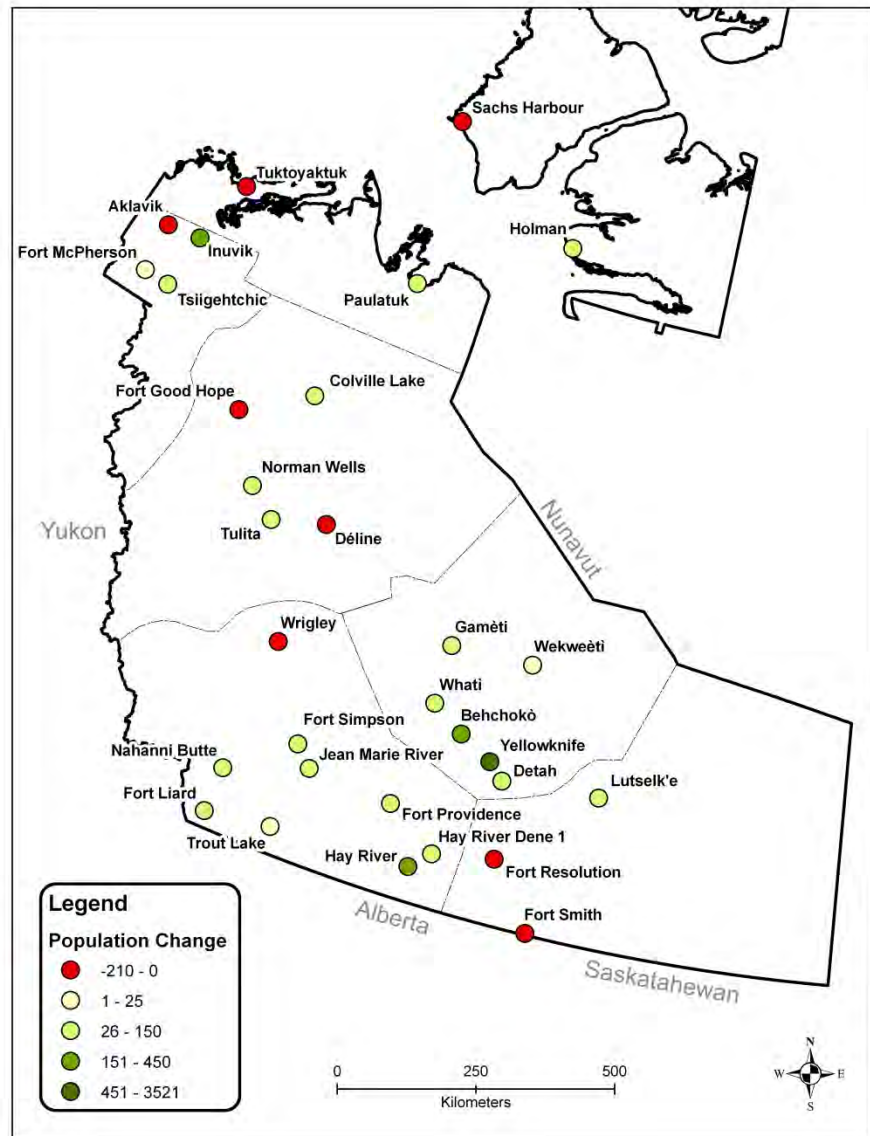 Sachs Harbour
Tuktoyaktuk
Aklavik
Inuvik
Holman
Fort McPherson
Tsiigehtchic
Paulatuk
Colville Lake
Fort Good Hope
Norman Wells
Yukon
Tulita
Déline
Nunavut
Wrigley
Gamètì
Wekweètì
Whatì
Behchokò
Fort Simpson
Yellowknife
Nahanni Butte
Jean Marie River
Detah
Lutselk'e
Fort Liard
Fort Providence
Trout Lake
Hay River Dene 1
Hay River
Fort Resolution
Fort Smith
Alberta
Saskatahewan
Legend
Population Change
-210 - 0
1 - 25
26 - 150
151 - 450
451 - 3521
0 250 500
Kilometers
N
W E
S